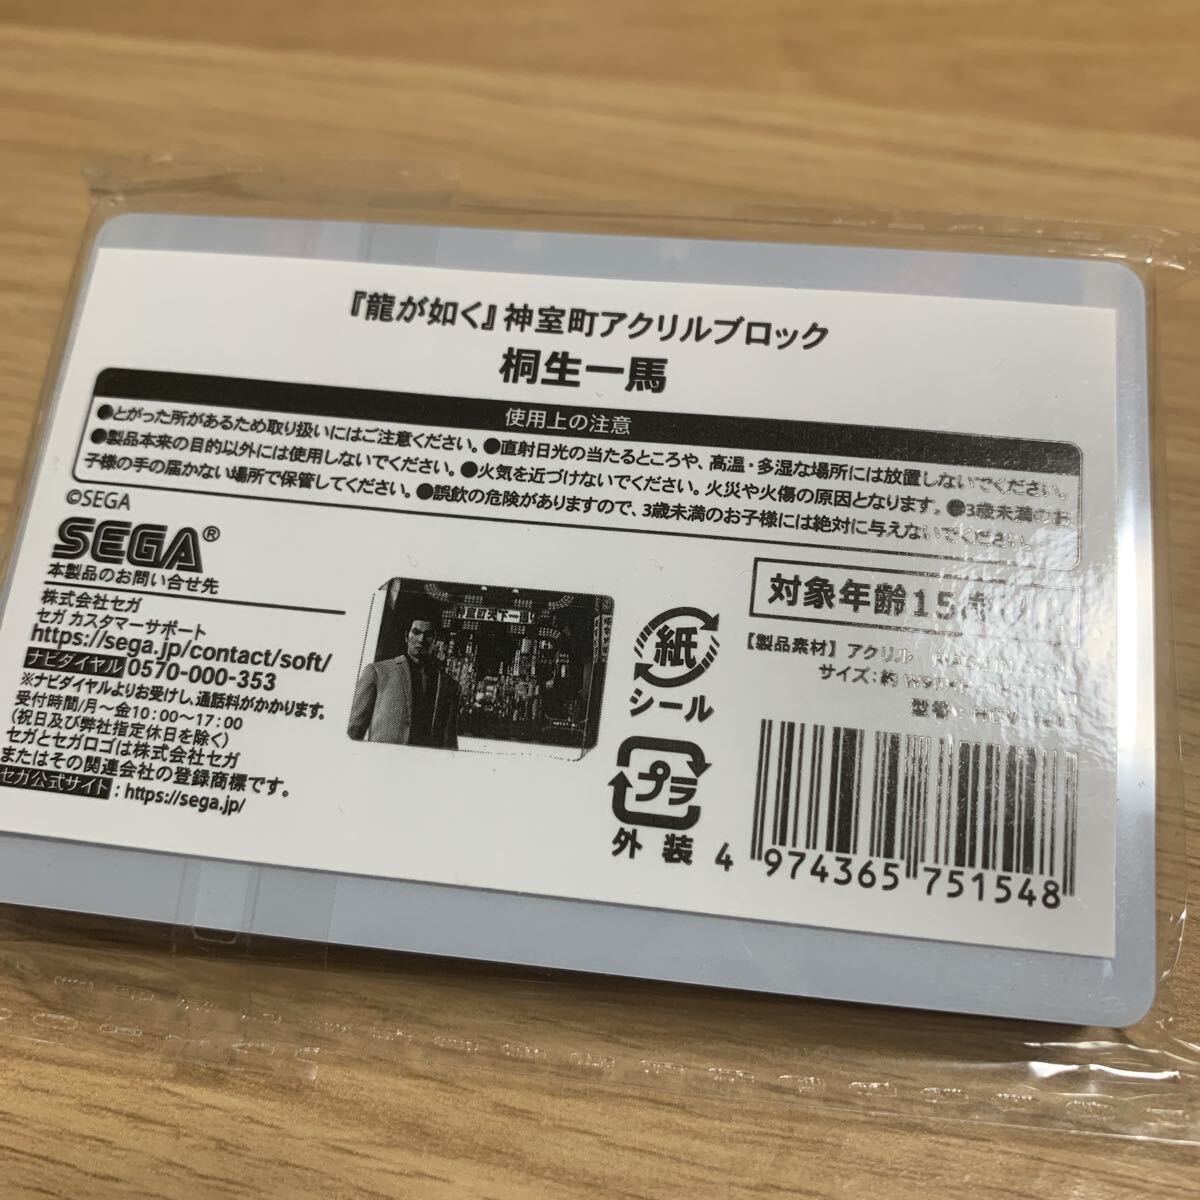 『龍が如く』神室町アクリルブロック
桐生一馬
使用上の注意
●とがった所があるため取り扱いにはご注意ください。●直射日光の当たるところや、高温・多湿な場所には放置しないでください。
●製品本来の目的以外には使用しないでください。●火気を近づけないでください。火災や火傷の原因となります。●3歳未満のお
子様の手の届かない場所で保管してください。●誤飲の危険がありますので、3歳未満のお子様には絶対に与えないでください。
©SEGA
SEGA®
本製品のお問い合せ先
株式会社セガ
セガ カスタマーサポート
https://sega.jp/contact/soft/
ナビダイヤル 0570-000-353
※ナビダイヤルよりお受けし、通話料がかかります。
受付時間/月〜金10:00〜17:00
(祝日及び弊社指定休日を除く)
セガとセガロゴは株式会社セガ
またはその関連会社の登録商標です。
セガ公式サイト : https://sega.jp/
紙
シール
プラ
外装
対象年齢15
【製品素材】アクリル
サイズ:約
型番:
4 974365 751548